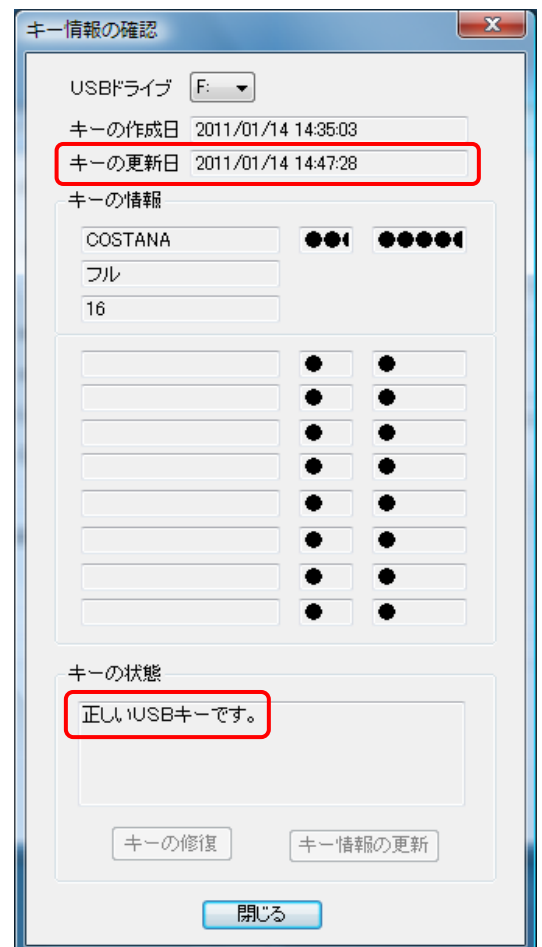 キー情報の確認
USBドライブ F:
キーの作成日 2011/01/14 14:35:03
キーの更新日 2011/01/14 14:47:28
キーの情報
COSTANA ●●● ●●●●●
フル
16
● ●
● ●
● ●
● ●
● ●
● ●
● ●
● ●
キーの状態
正しいUSBキーです。
キーの修復 キー情報の更新
閉じる